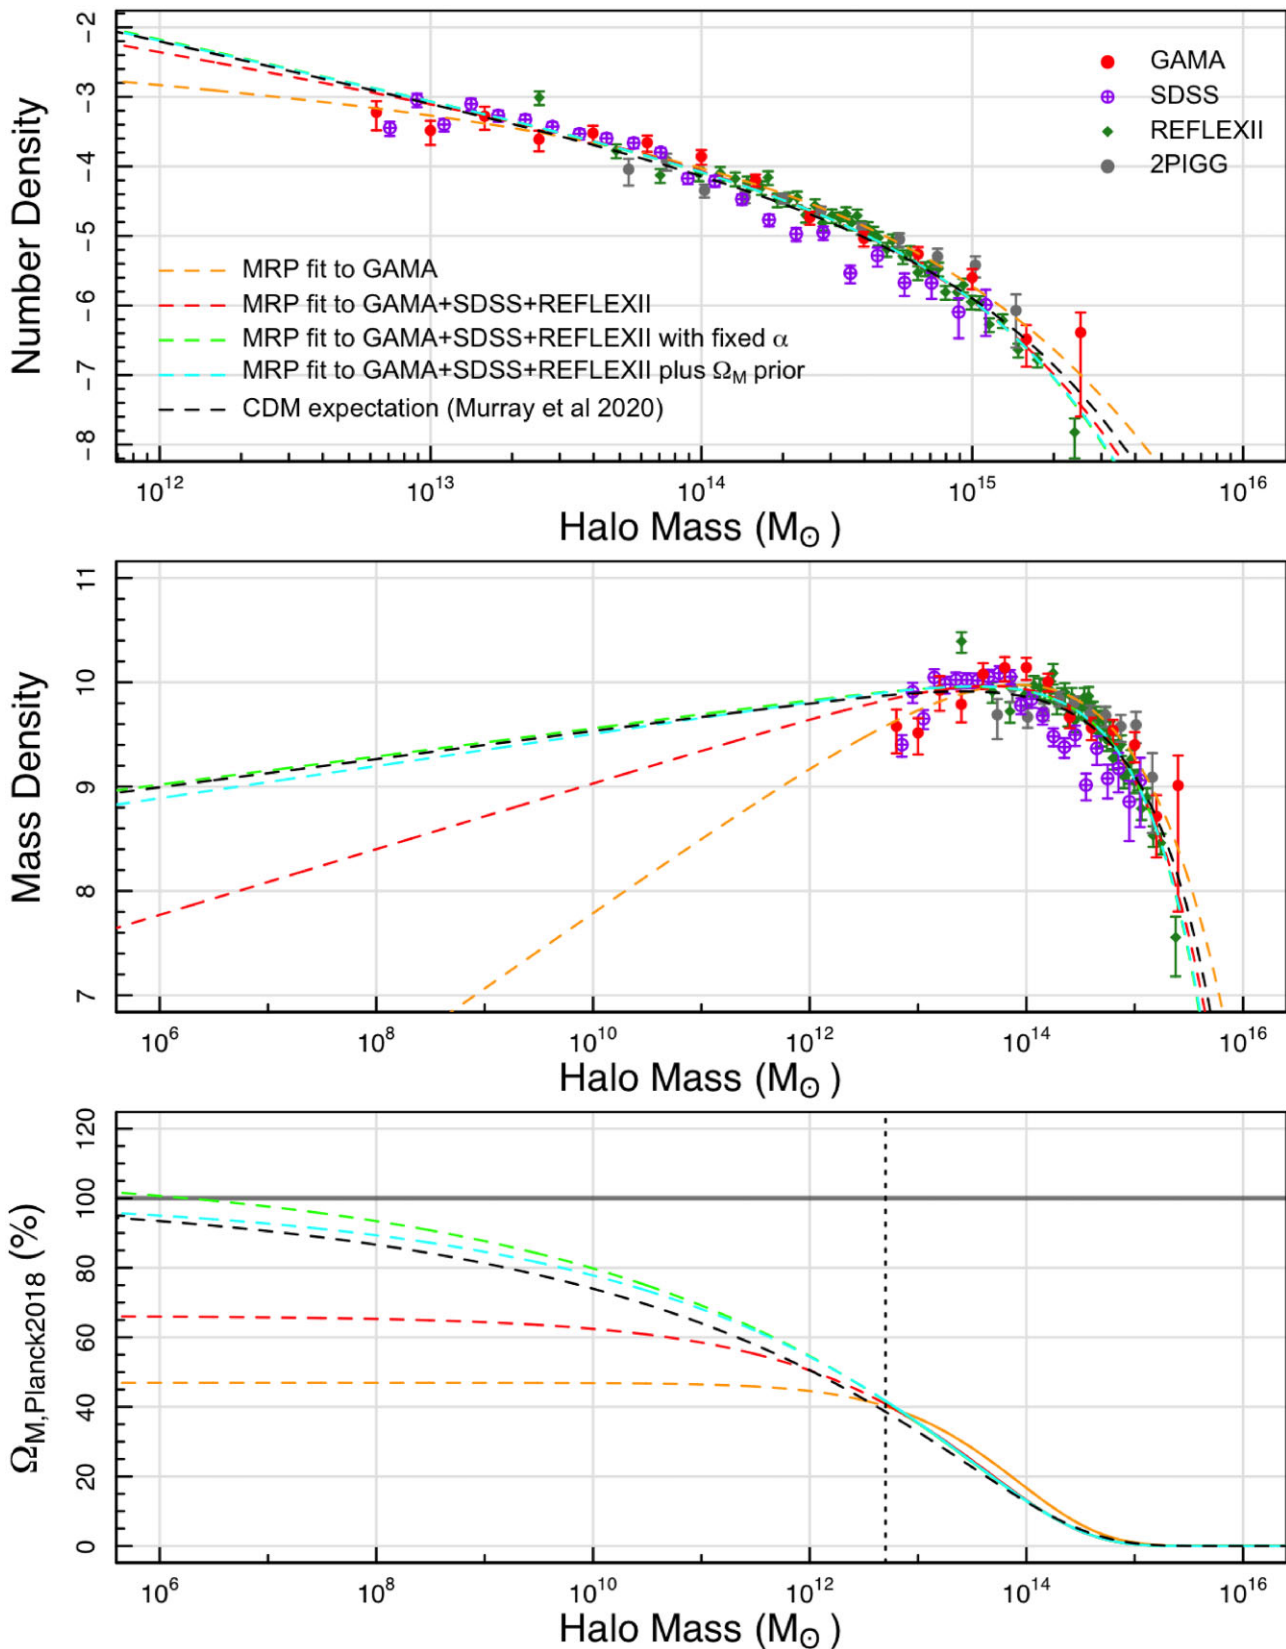 Number Density
-2
-3
-4
-5
-6
-7
-8
GAMA
SDSS
REFLEXII
2PIGG
MRP fit to GAMA
MRP fit to GAMA+SDSS+REFLEXII
MRP fit to GAMA+SDSS+REFLEXII with fixed α
MRP fit to GAMA+SDSS+REFLEXII plus Ω_M prior
CDM expectation (Murray et al 2020)
10^12 10^13 10^14 10^15 10^16
Halo Mass (M_⊙)
Mass Density
11
10
9
8
7
10^6 10^8 10^10 10^12 10^14 10^16
Halo Mass (M_⊙)
Ω_M,Planck2018 (%)
120
100
80
60
40
20
0
10^6 10^8 10^10 10^12 10^14 10^16
Halo Mass (M_⊙)